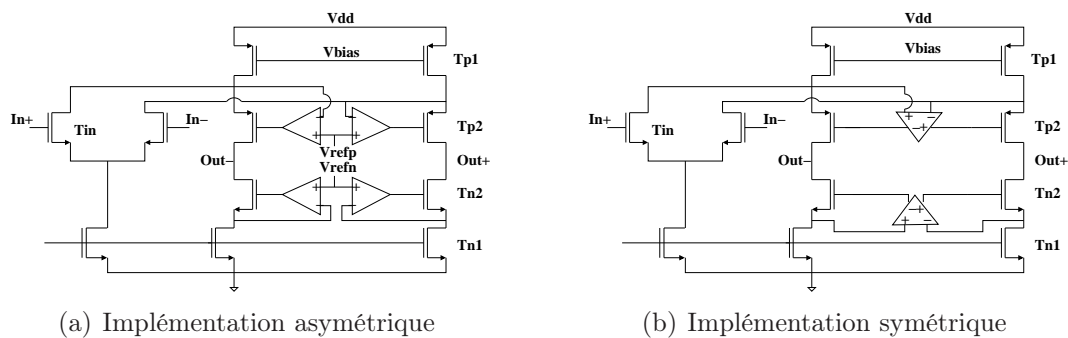 Vdd
Vbias
Tp1
In+
Tin
In−
Tp2
Vrefp
Out−
Out+
Vrefn
Tn2
Tn1
(a) Implémentation asymétrique
Vdd
Vbias
Tp1
In+
Tin
In−
Tp2
Out−
Out+
Tn2
Tn1
(b) Implémentation symétrique